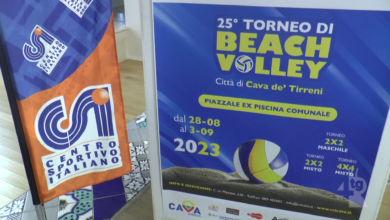 CSI
CENTRO
SPORTIVO
ITALIANO
25° TORNEO DI
BEACH
VOLLEY
Città di Cava de' Tirreni
PIAZZALE EX PISCINA COMUNALE
dal 28-08
al 3-09
2023
TORNEO
2X2
MASCHILE
TORNEO
2X2
MISTO
TORNEO
4X4
MISTO
CAVA